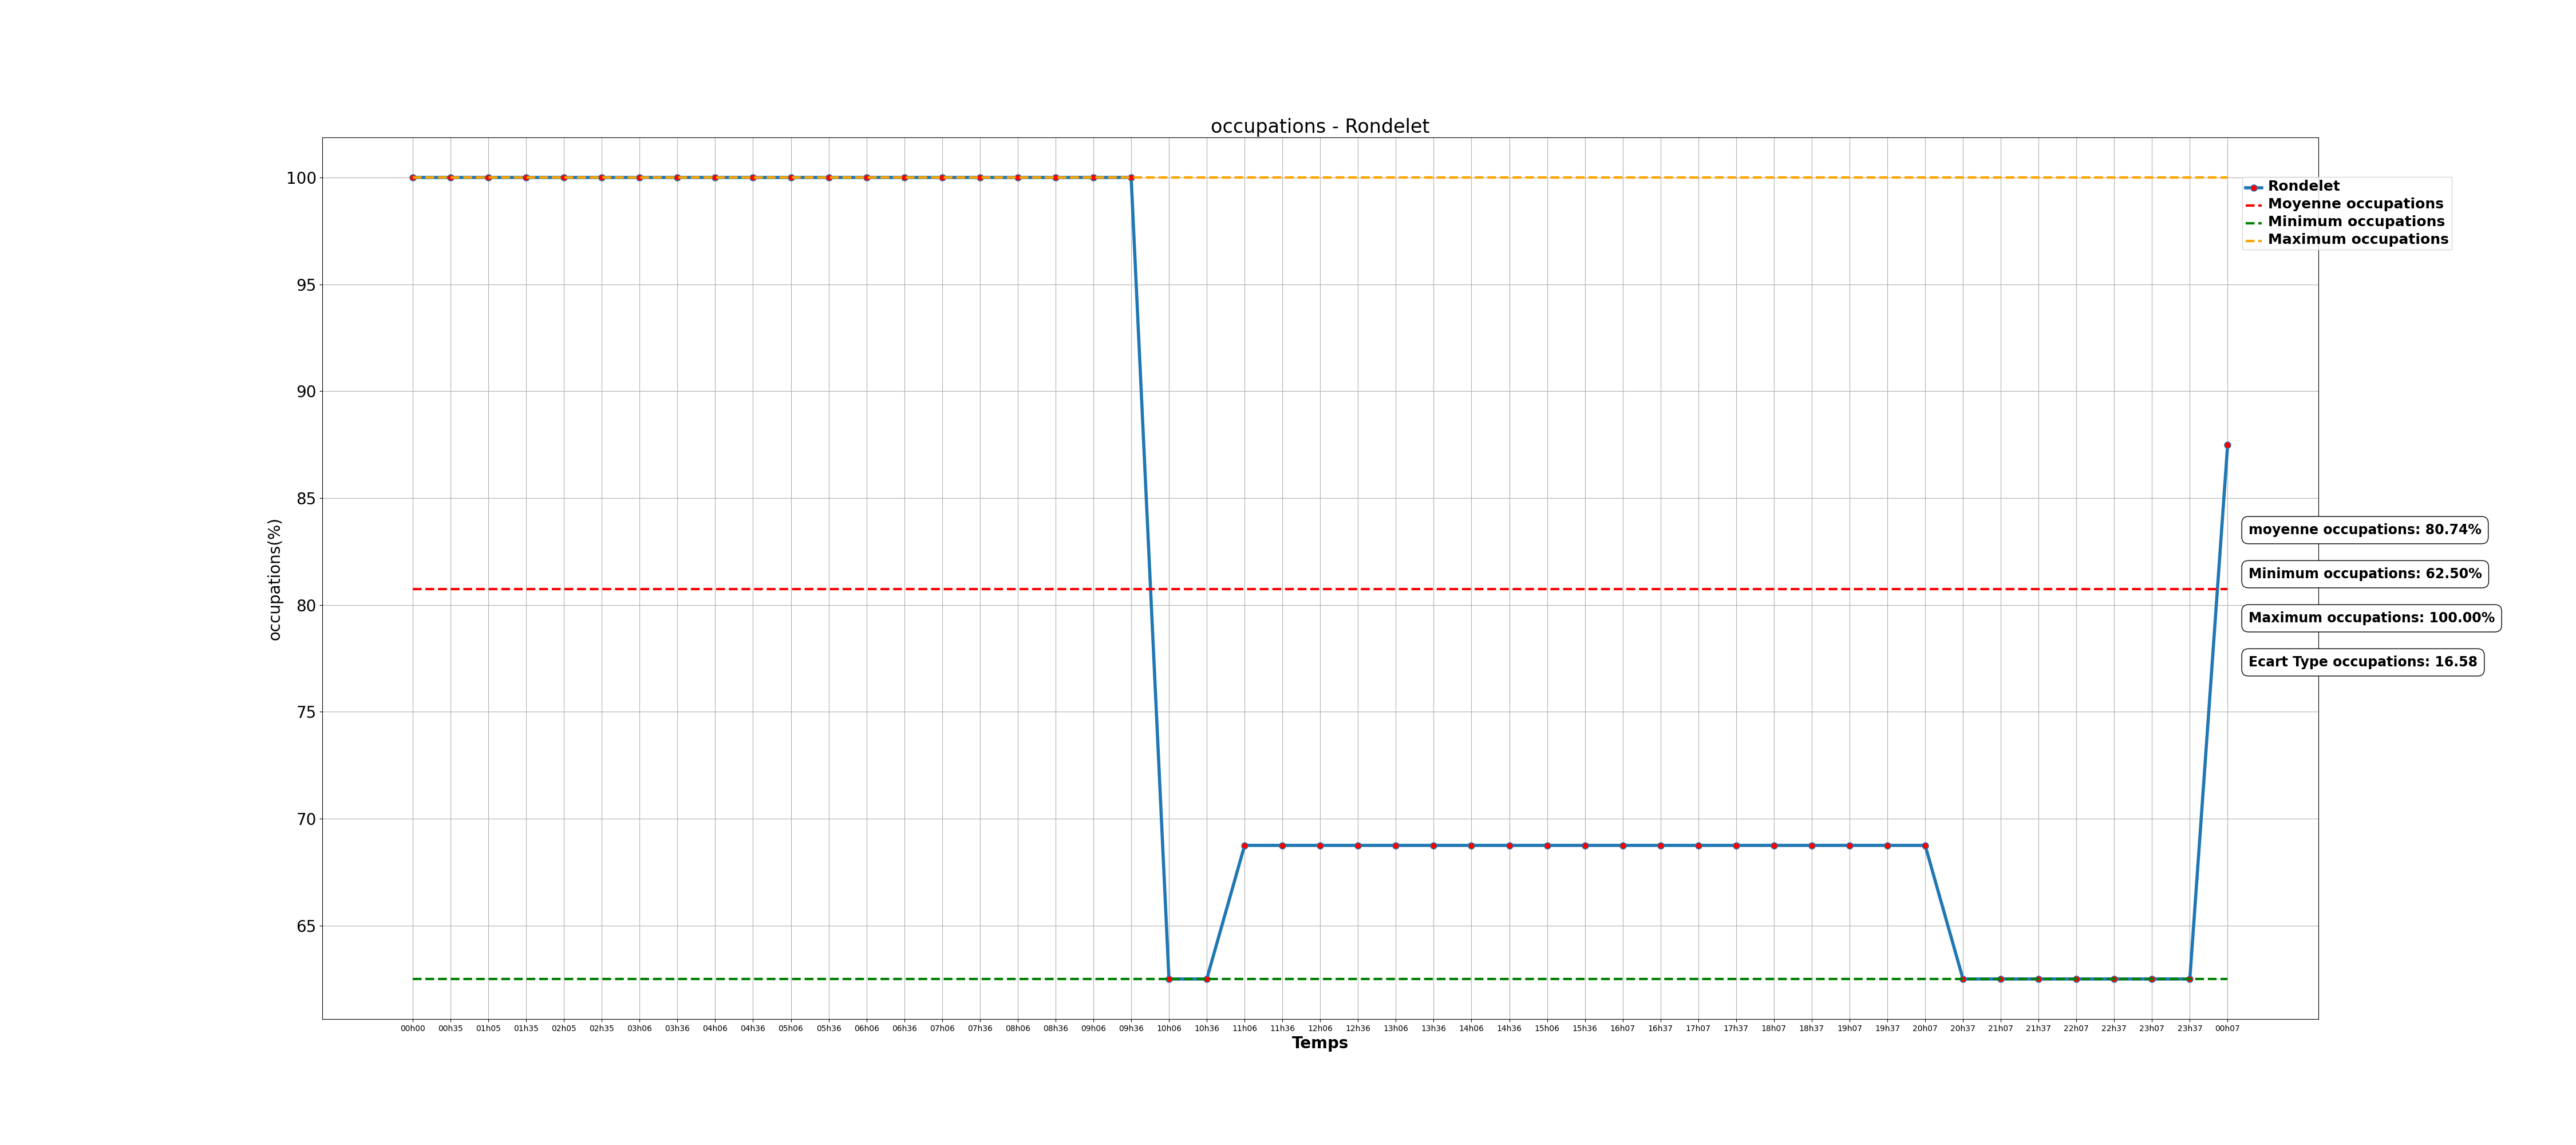 occupations - Rondelet
100
95
90
85
80
75
70
65
occupations(%)
Rondelet
Moyenne occupations
Minimum occupations
Maximum occupations
moyenne occupations: 80.74%
Minimum occupations: 62.50%
Maximum occupations: 100.00%
Ecart Type occupations: 16.58
00h00 00h35 01h05 01h35 02h05 02h35 03h06 03h36 04h06 04h36 05h06 05h36 06h06 06h36 07h06 07h36 08h06 08h36 09h06 09h36 10h06 10h36 11h06 11h36 12h06 12h36 13h06 13h36 14h06 14h36 15h06 15h36 16h07 16h37 17h07 17h37 18h07 18h37 19h07 19h37 20h07 20h37 21h07 21h37 22h07 22h37 23h07 23h37 00h07
Temps